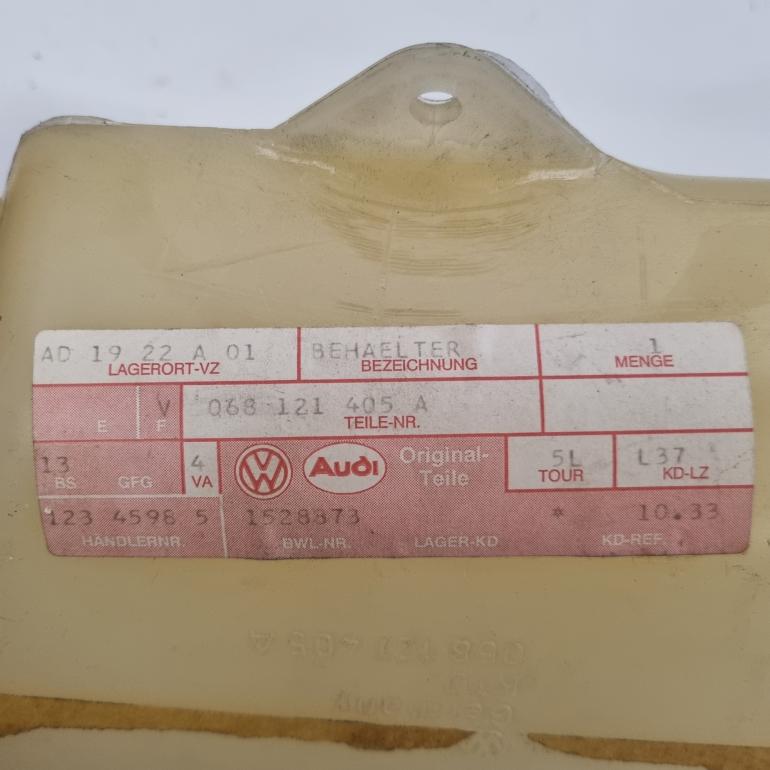 AD 19 22 A 01 BEHAELTER 1
LAGERORT-VZ BEZEICHNUNG MENGE
V 068 121 405 A
E F TEILE-NR.
13 4 VW Audi Original- 5L L37
BS GFG VA Teile TOUR KD-LZ
123 4598 5 1528873 * 10.33
HÄNDLERNR. BWL-NR. LAGER-KD KD-REF.